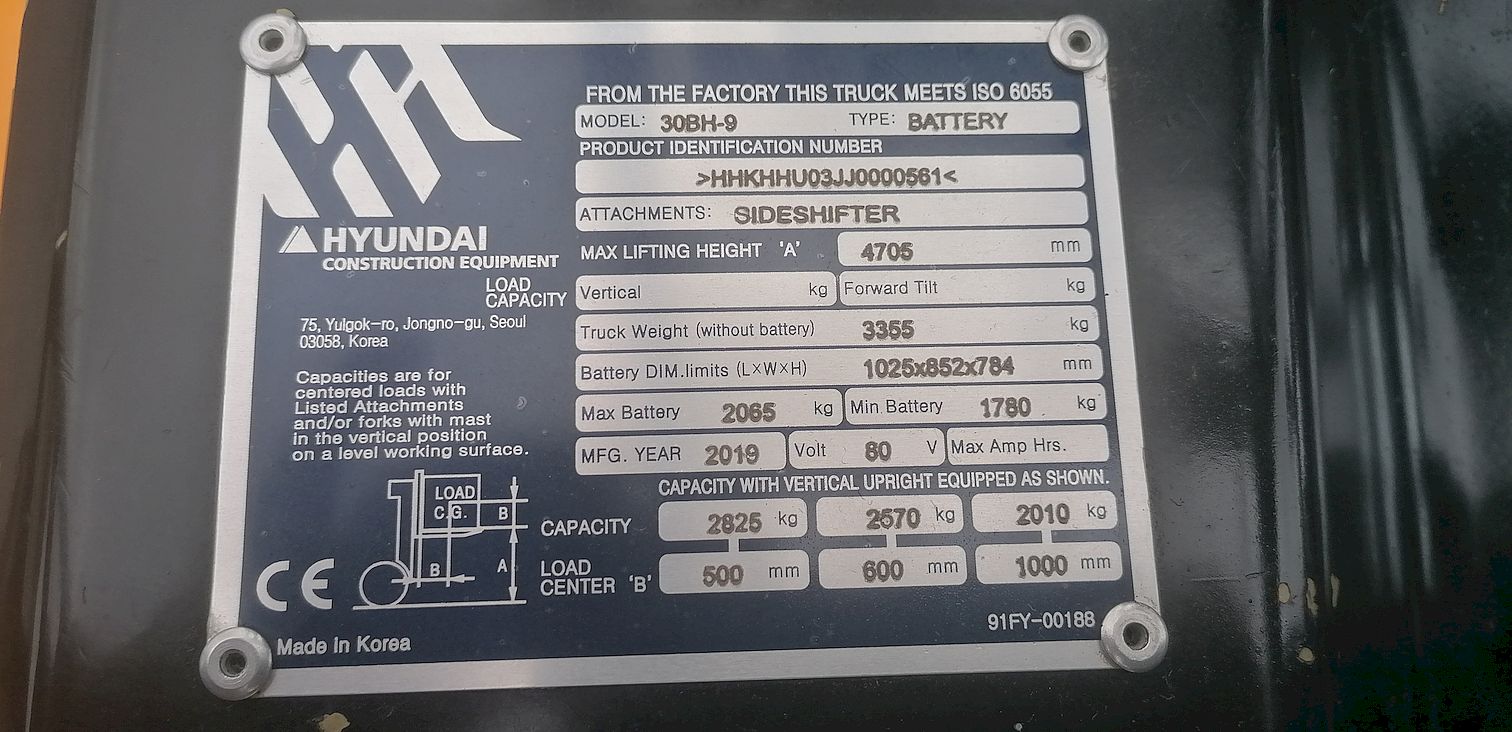 FROM THE FACTORY THIS TRUCK MEETS ISO 6055
MODEL: 30BH-9 TYPE: BATTERY
PRODUCT IDENTIFICATION NUMBER
>HHKHHU03JJ0000561<
ATTACHMENTS: SIDESHIFTER
HYUNDAI
CONSTRUCTION EQUIPMENT
MAX LIFTING HEIGHT 'A' 4705 mm
LOAD
CAPACITY
Vertical kg Forward Tilt kg
75, Yulgok-ro, Jongno-gu, Seoul
03058, Korea
Truck Weight (without battery) 3355 kg
Battery DIM.limits (L×W×H) 1025x852x784 mm
Max Battery 2065 kg Min Battery 1780 kg
MFG. YEAR 2019 Volt 80 V Max Amp Hrs.
Capacities are for
centered loads with
Listed Attachments
and/or forks with mast
in the vertical position
on a level working surface.
CAPACITY WITH VERTICAL UPRIGHT EQUIPPED AS SHOWN.
LOAD
C.G.
B
B
A
CAPACITY 2825 kg 2570 kg 2010 kg
LOAD
CENTER 'B' 500 mm 600 mm 1000 mm
CE
91FY-00188
Made in Korea